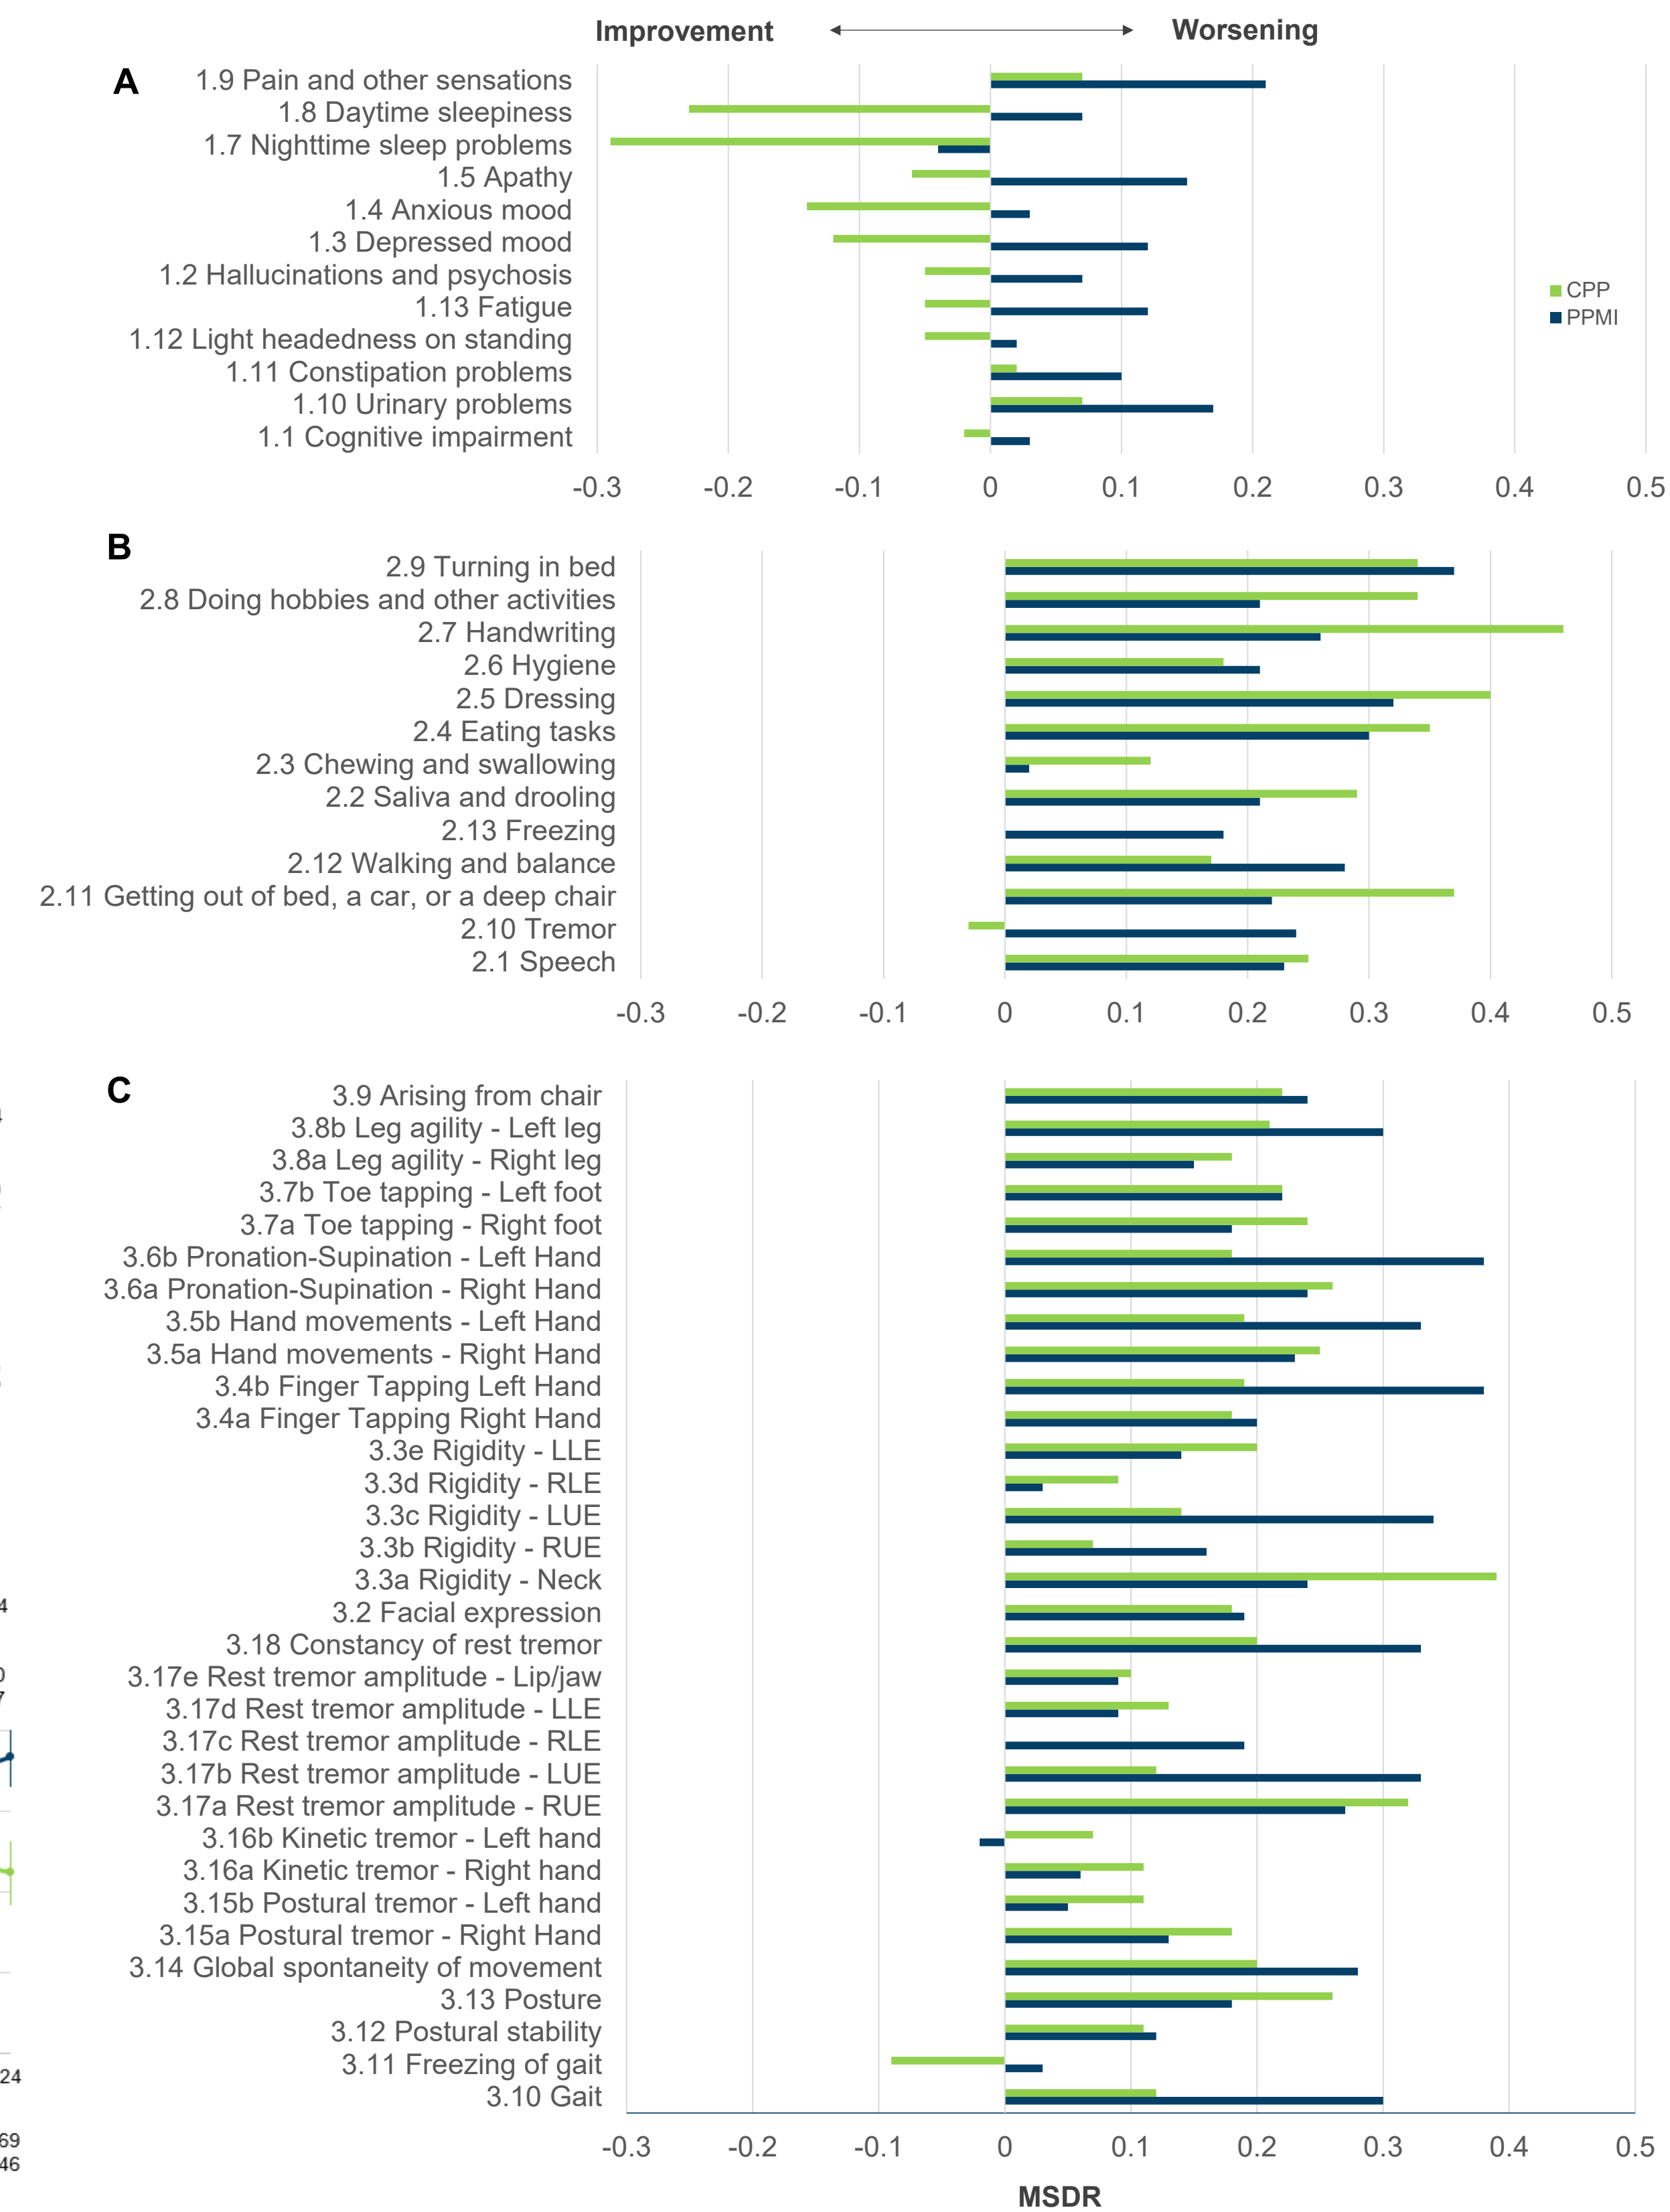 Improvement Worsening
A
1.9 Pain and other sensations
1.8 Daytime sleepiness
1.7 Nighttime sleep problems
1.5 Apathy
1.4 Anxious mood
1.3 Depressed mood
1.2 Hallucinations and psychosis
1.13 Fatigue
1.12 Light headedness on standing
1.11 Constipation problems
1.10 Urinary problems
1.1 Cognitive impairment
CPP
PPMI
-0.3 -0.2 -0.1 0 0.1 0.2 0.3 0.4 0.5
B
2.9 Turning in bed
2.8 Doing hobbies and other activities
2.7 Handwriting
2.6 Hygiene
2.5 Dressing
2.4 Eating tasks
2.3 Chewing and swallowing
2.2 Saliva and drooling
2.13 Freezing
2.12 Walking and balance
2.11 Getting out of bed, a car, or a deep chair
2.10 Tremor
2.1 Speech
-0.3 -0.2 -0.1 0 0.1 0.2 0.3 0.4 0.5
C
3.9 Arising from chair
3.8b Leg agility - Left leg
3.8a Leg agility - Right leg
3.7b Toe tapping - Left foot
3.7a Toe tapping - Right foot
3.6b Pronation-Supination - Left Hand
3.6a Pronation-Supination - Right Hand
3.5b Hand movements - Left Hand
3.5a Hand movements - Right Hand
3.4b Finger Tapping Left Hand
3.4a Finger Tapping Right Hand
3.3e Rigidity - LLE
3.3d Rigidity - RLE
3.3c Rigidity - LUE
3.3b Rigidity - RUE
3.3a Rigidity - Neck
3.2 Facial expression
3.18 Constancy of rest tremor
3.17e Rest tremor amplitude - Lip/jaw
3.17d Rest tremor amplitude - LLE
3.17c Rest tremor amplitude - RLE
3.17b Rest tremor amplitude - LUE
3.17a Rest tremor amplitude - RUE
3.16b Kinetic tremor - Left hand
3.16a Kinetic tremor - Right hand
3.15b Postural tremor - Left hand
3.15a Postural tremor - Right Hand
3.14 Global spontaneity of movement
3.13 Posture
3.12 Postural stability
3.11 Freezing of gait
3.10 Gait
-0.3 -0.2 -0.1 0 0.1 0.2 0.3 0.4 0.5
MSDR
24
69
46